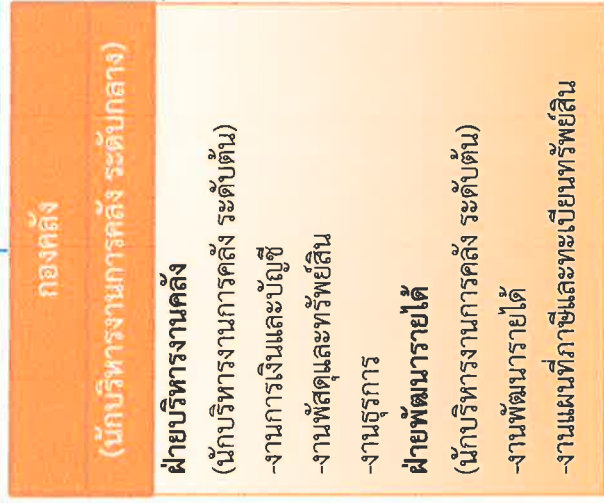 กองคลัง
(นักบริหารงานการคลัง ระดับกลาง)
ฝ่ายบริหารงานคลัง
(นักบริหารงานการคลัง ระดับต้น)
-งานการเงินและบัญชี
-งานพัสดุและทรัพย์สิน
-งานธุรการ
ฝ่ายพัฒนารายได้
(นักบริหารงานการคลัง ระดับต้น)
-งานพัฒนารายได้
-งานแผนที่ภาษีและทะเบียนทรัพย์สิน